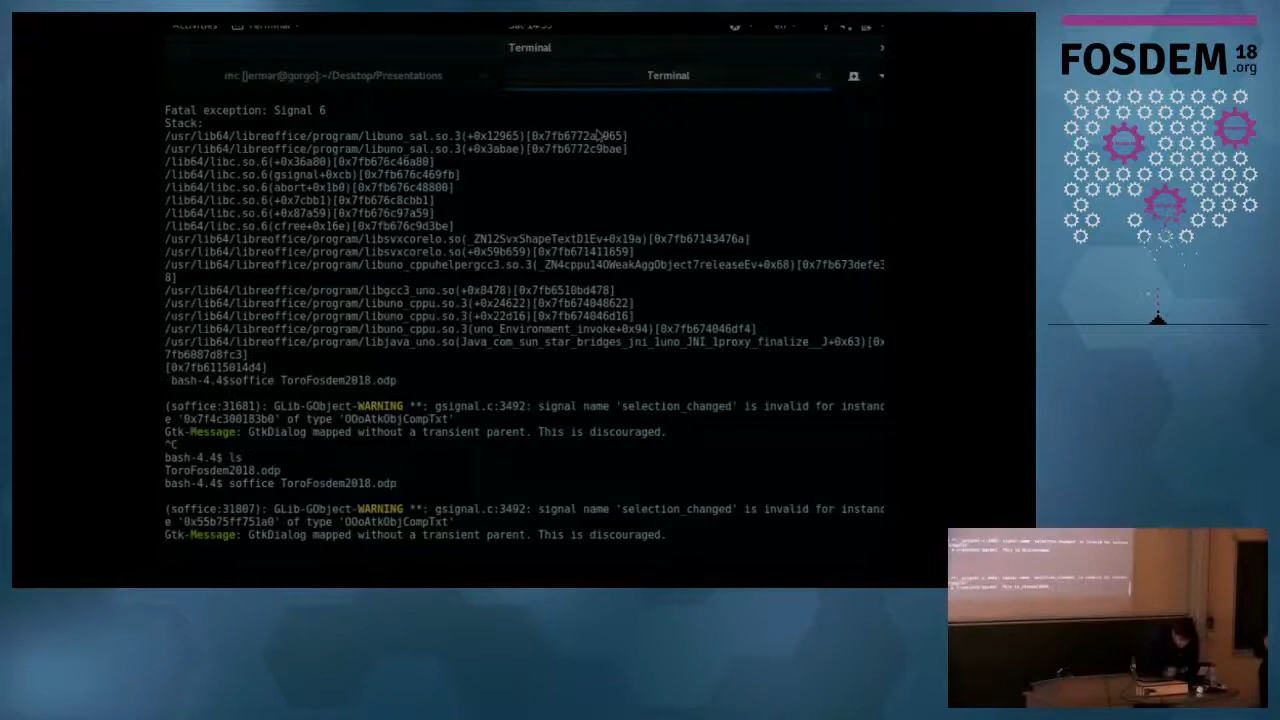 Activities Terminal Sat 14:55 en
Terminal
mc [jermar@gorgo]:~/Desktop/Presentations
Terminal
Fatal exception: Signal 6
Stack:
/usr/lib64/libreoffice/program/libuno_sal.so.3(+0x12965)[0x7fb6772a2965]
/usr/lib64/libreoffice/program/libuno_sal.so.3(+0x3abae)[0x7fb6772c9bae]
/lib64/libc.so.6(+0x36a80)[0x7fb676c46a80]
/lib64/libc.so.6(gsignal+0xcb)[0x7fb676c469fb]
/lib64/libc.so.6(abort+0x1b0)[0x7fb676c48800]
/lib64/libc.so.6(+0x7cbb1)[0x7fb676c8cbb1]
/lib64/libc.so.6(+0x87a59)[0x7fb676c97a59]
/lib64/libc.so.6(cfree+0x16e)[0x7fb676c9d3be]
/usr/lib64/libreoffice/program/libsvxcorelo.so(_ZN12SvxShapeTextD1Ev+0x19a)[0x7fb67143476a]
/usr/lib64/libreoffice/program/libsvxcorelo.so(+0x59b659)[0x7fb671411659]
/usr/lib64/libreoffice/program/libuno_cppuhelpergcc3.so.3(_ZN4cppu14OWeakAggObject7releaseEv+0x68)[0x7fb673defe3
8]
/usr/lib64/libreoffice/program/libgcc3_uno.so(+0x8478)[0x7fb6510bd478]
/usr/lib64/libreoffice/program/libuno_cppu.so.3(+0x24622)[0x7fb674048622]
/usr/lib64/libreoffice/program/libuno_cppu.so.3(+0x22d16)[0x7fb674046d16]
/usr/lib64/libreoffice/program/libuno_cppu.so.3(uno_Environment_invoke+0x94)[0x7fb674046df4]
/usr/lib64/libreoffice/program/libjava_uno.so(Java_com_sun_star_bridges_jni_1uno_JNI_1proxy_finalize__J+0x63)[0x
7fb6087d8fc3]
[0x7fb6115014d4]
bash-4.4$soffice ToroFosdem2018.odp
(soffice:31681): GLib-GObject-WARNING **: gsignal.c:3492: signal name 'selection_changed' is invalid for instanc
e '0x7f4c300183b0' of type 'OOoAtkObjCompTxt'
Gtk-Message: GtkDialog mapped without a transient parent. This is discouraged.
^C
bash-4.4$ ls
ToroFosdem2018.odp
bash-4.4$ soffice ToroFosdem2018.odp
(soffice:31807): GLib-GObject-WARNING **: gsignal.c:3492: signal name 'selection_changed' is invalid for instanc
e '0x55b75ff751a0' of type 'OOoAtkObjCompTxt'
Gtk-Message: GtkDialog mapped without a transient parent. This is discouraged.
FOSDEM 18
.org